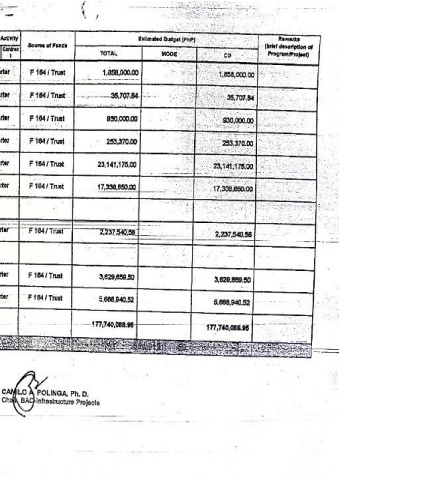 Activity Source of Funds Estimated Budget (PhP) Remarks (brief description of Program/Project)
Contract TOTAL MOOE CO
rter F 164 / Trust 1,858,000.00 1,858,000.00
rter F 164 / Trust 35,707.84 35,707.84
rter F 164 / Trust 930,000.00 930,000.00
rter F 164 / Trust 253,370.00 253,370.00
rter F 164 / Trust 23,141,175.00 23,141,175.00
rter F 164 / Trust 17,338,650.00 17,338,650.00
rter F 164 / Trust 2,237,540.56 2,237,540.56
rter F 164 / Trust 3,629,659.50 3,629,659.50
rter F 164 / Trust 5,668,940.52 5,668,940.52
177,740,088.95 177,740,088.95
CAMILO A. POLINGA, Ph. D.
Chair, BAC-Infrastructure Projects